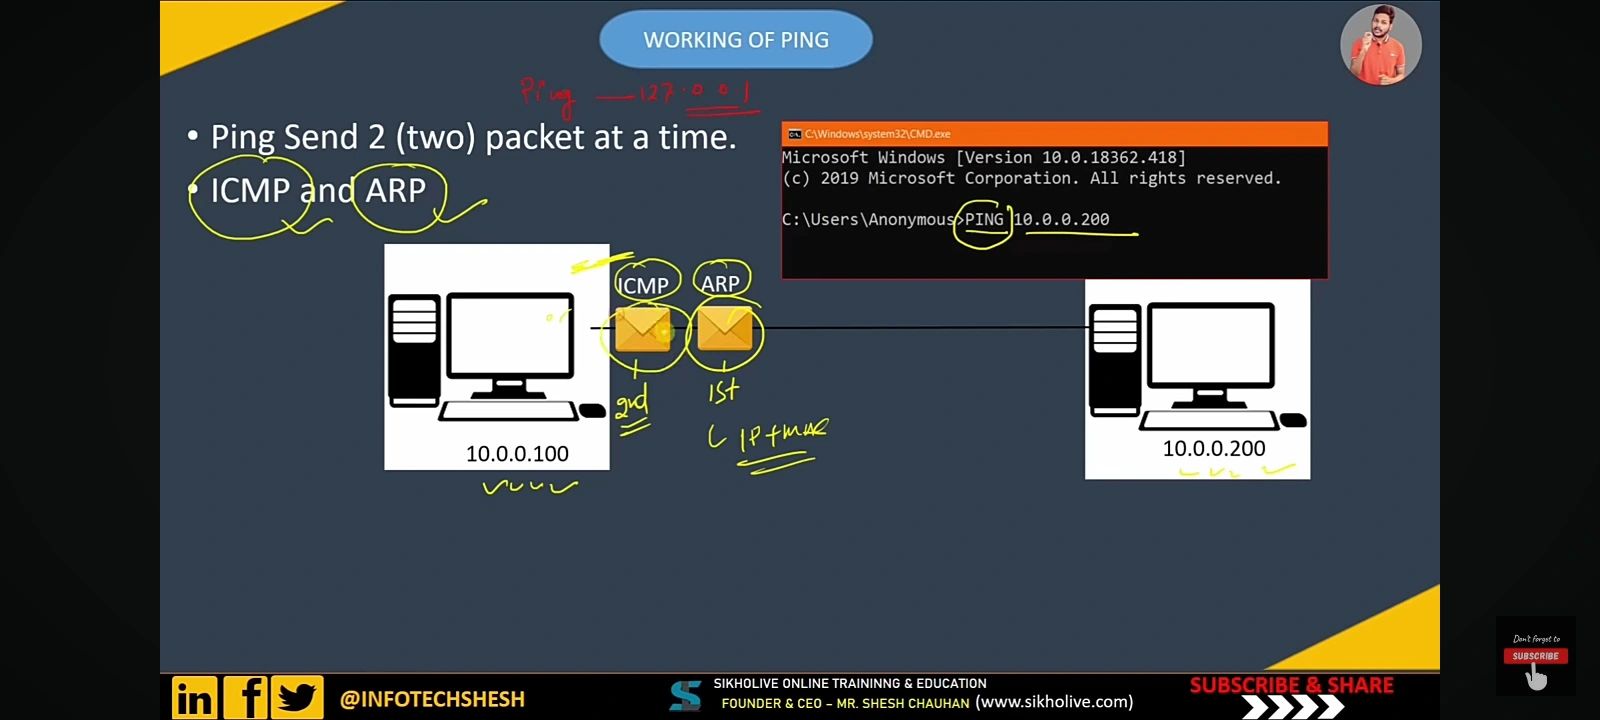 WORKING OF PING
Ping — 127.0.0.1
• Ping Send 2 (two) packet at a time.
• ICMP and ARP
C:\Windows\system32\CMD.exe
Microsoft Windows [Version 10.0.18362.418]
(c) 2019 Microsoft Corporation. All rights reserved.
C:\Users\Anonymous>PING 10.0.0.200
ICMP
ARP
2nd
1st
IP+MAC
10.0.0.100
10.0.0.200
Don't forget to
SUBSCRIBE
in f @INFOTECHSHESH
SIKHOLIVE ONLINE TRAININNG & EDUCATION
FOUNDER & CEO – MR. SHESH CHAUHAN (www.sikholive.com)
SUBSCRIBE & SHARE